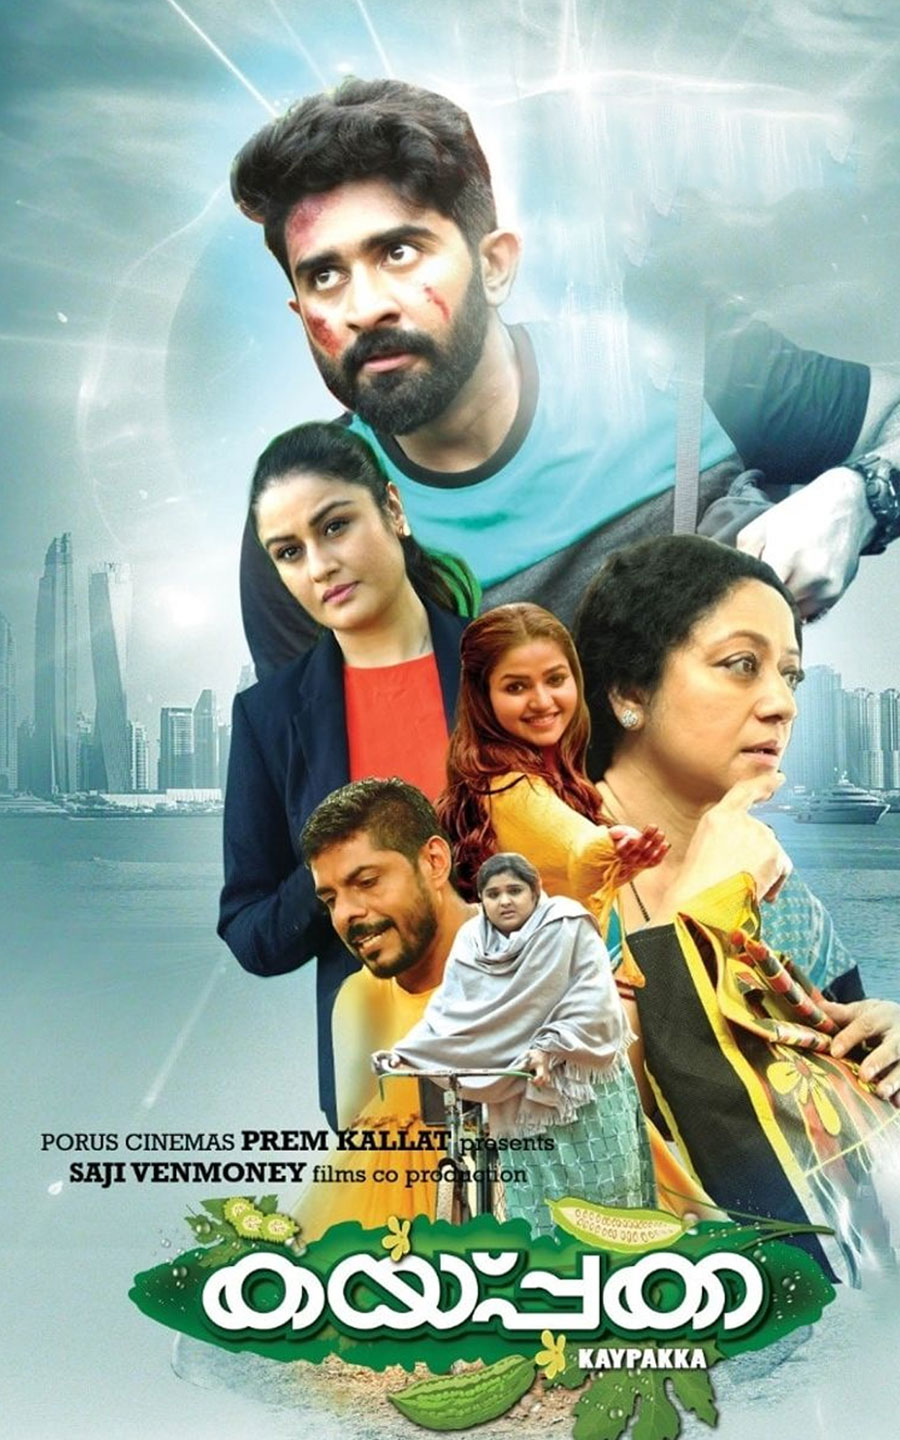 PORUS CINEMAS PREM KALLAT presents
SAJI VENMONEY films co production
കയ്പ്പക്ക
KAYPAKKA